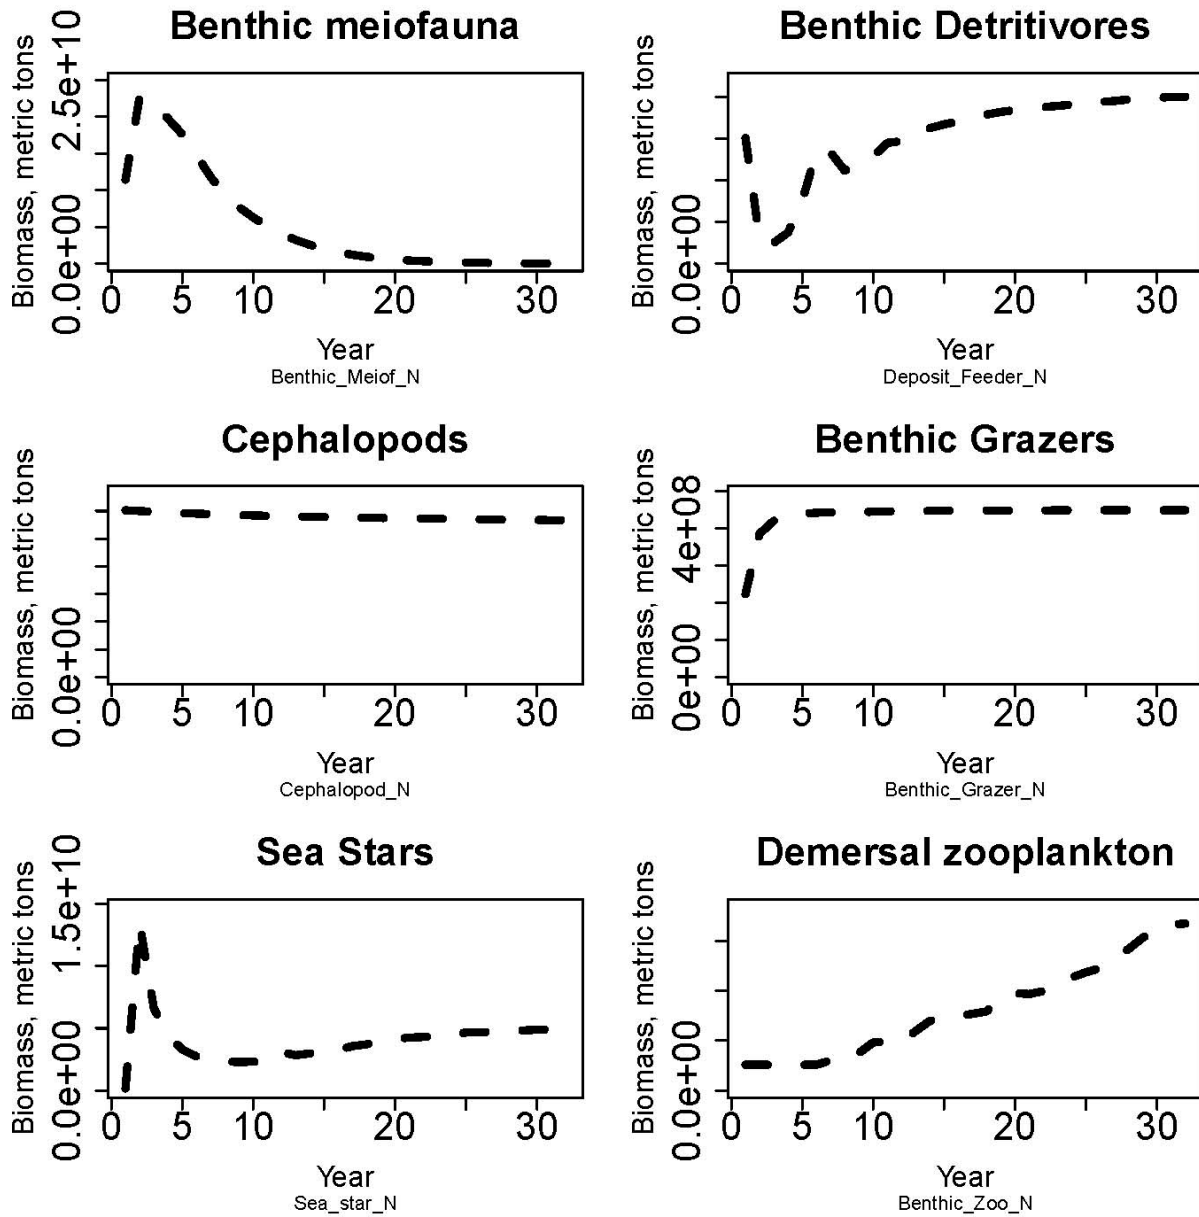 Benthic meiofauna
Biomass, metric tons
0.0e+00 2.5e+10
0 5 10 20 30
Year
Benthic_Meiof_N
Benthic Detritivores
Biomass, metric tons
0.0e+00
0 5 10 20 30
Year
Deposit_Feeder_N
Cephalopods
Biomass, metric tons
0.0e+00
0 5 10 20 30
Year
Cephalopod_N
Benthic Grazers
Biomass, metric tons
0e+00 4e+08
0 5 10 20 30
Year
Benthic_Grazer_N
Sea Stars
Biomass, metric tons
0.0e+00 1.5e+10
0 5 10 20 30
Year
Sea_star_N
Demersal zooplankton
Biomass, metric tons
0.0e+00
0 5 10 20 30
Year
Benthic_Zoo_N